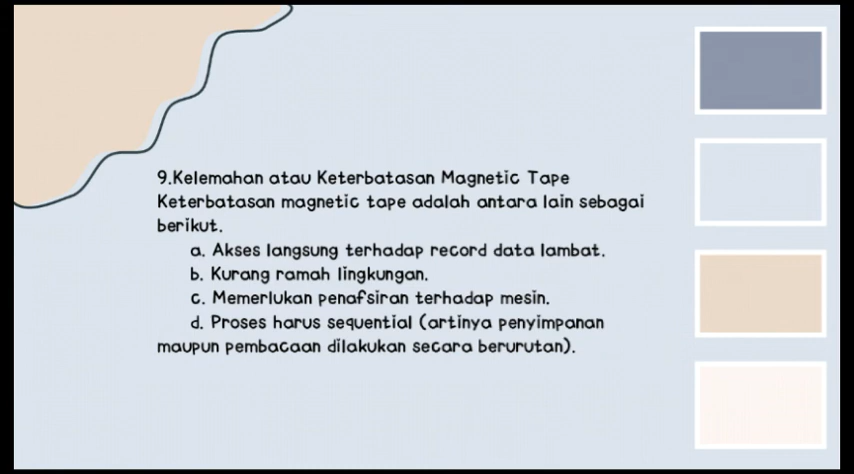 9.Kelemahan atau Keterbatasan Magnetic Tape
Keterbatasan magnetic tape adalah antara lain sebagai
berikut.
a. Akses langsung terhadap record data lambat.
b. Kurang ramah lingkungan.
c. Memerlukan penafsiran terhadap mesin.
d. Proses harus sequential (artinya penyimpanan
maupun pembacaan dilakukan secara berurutan).